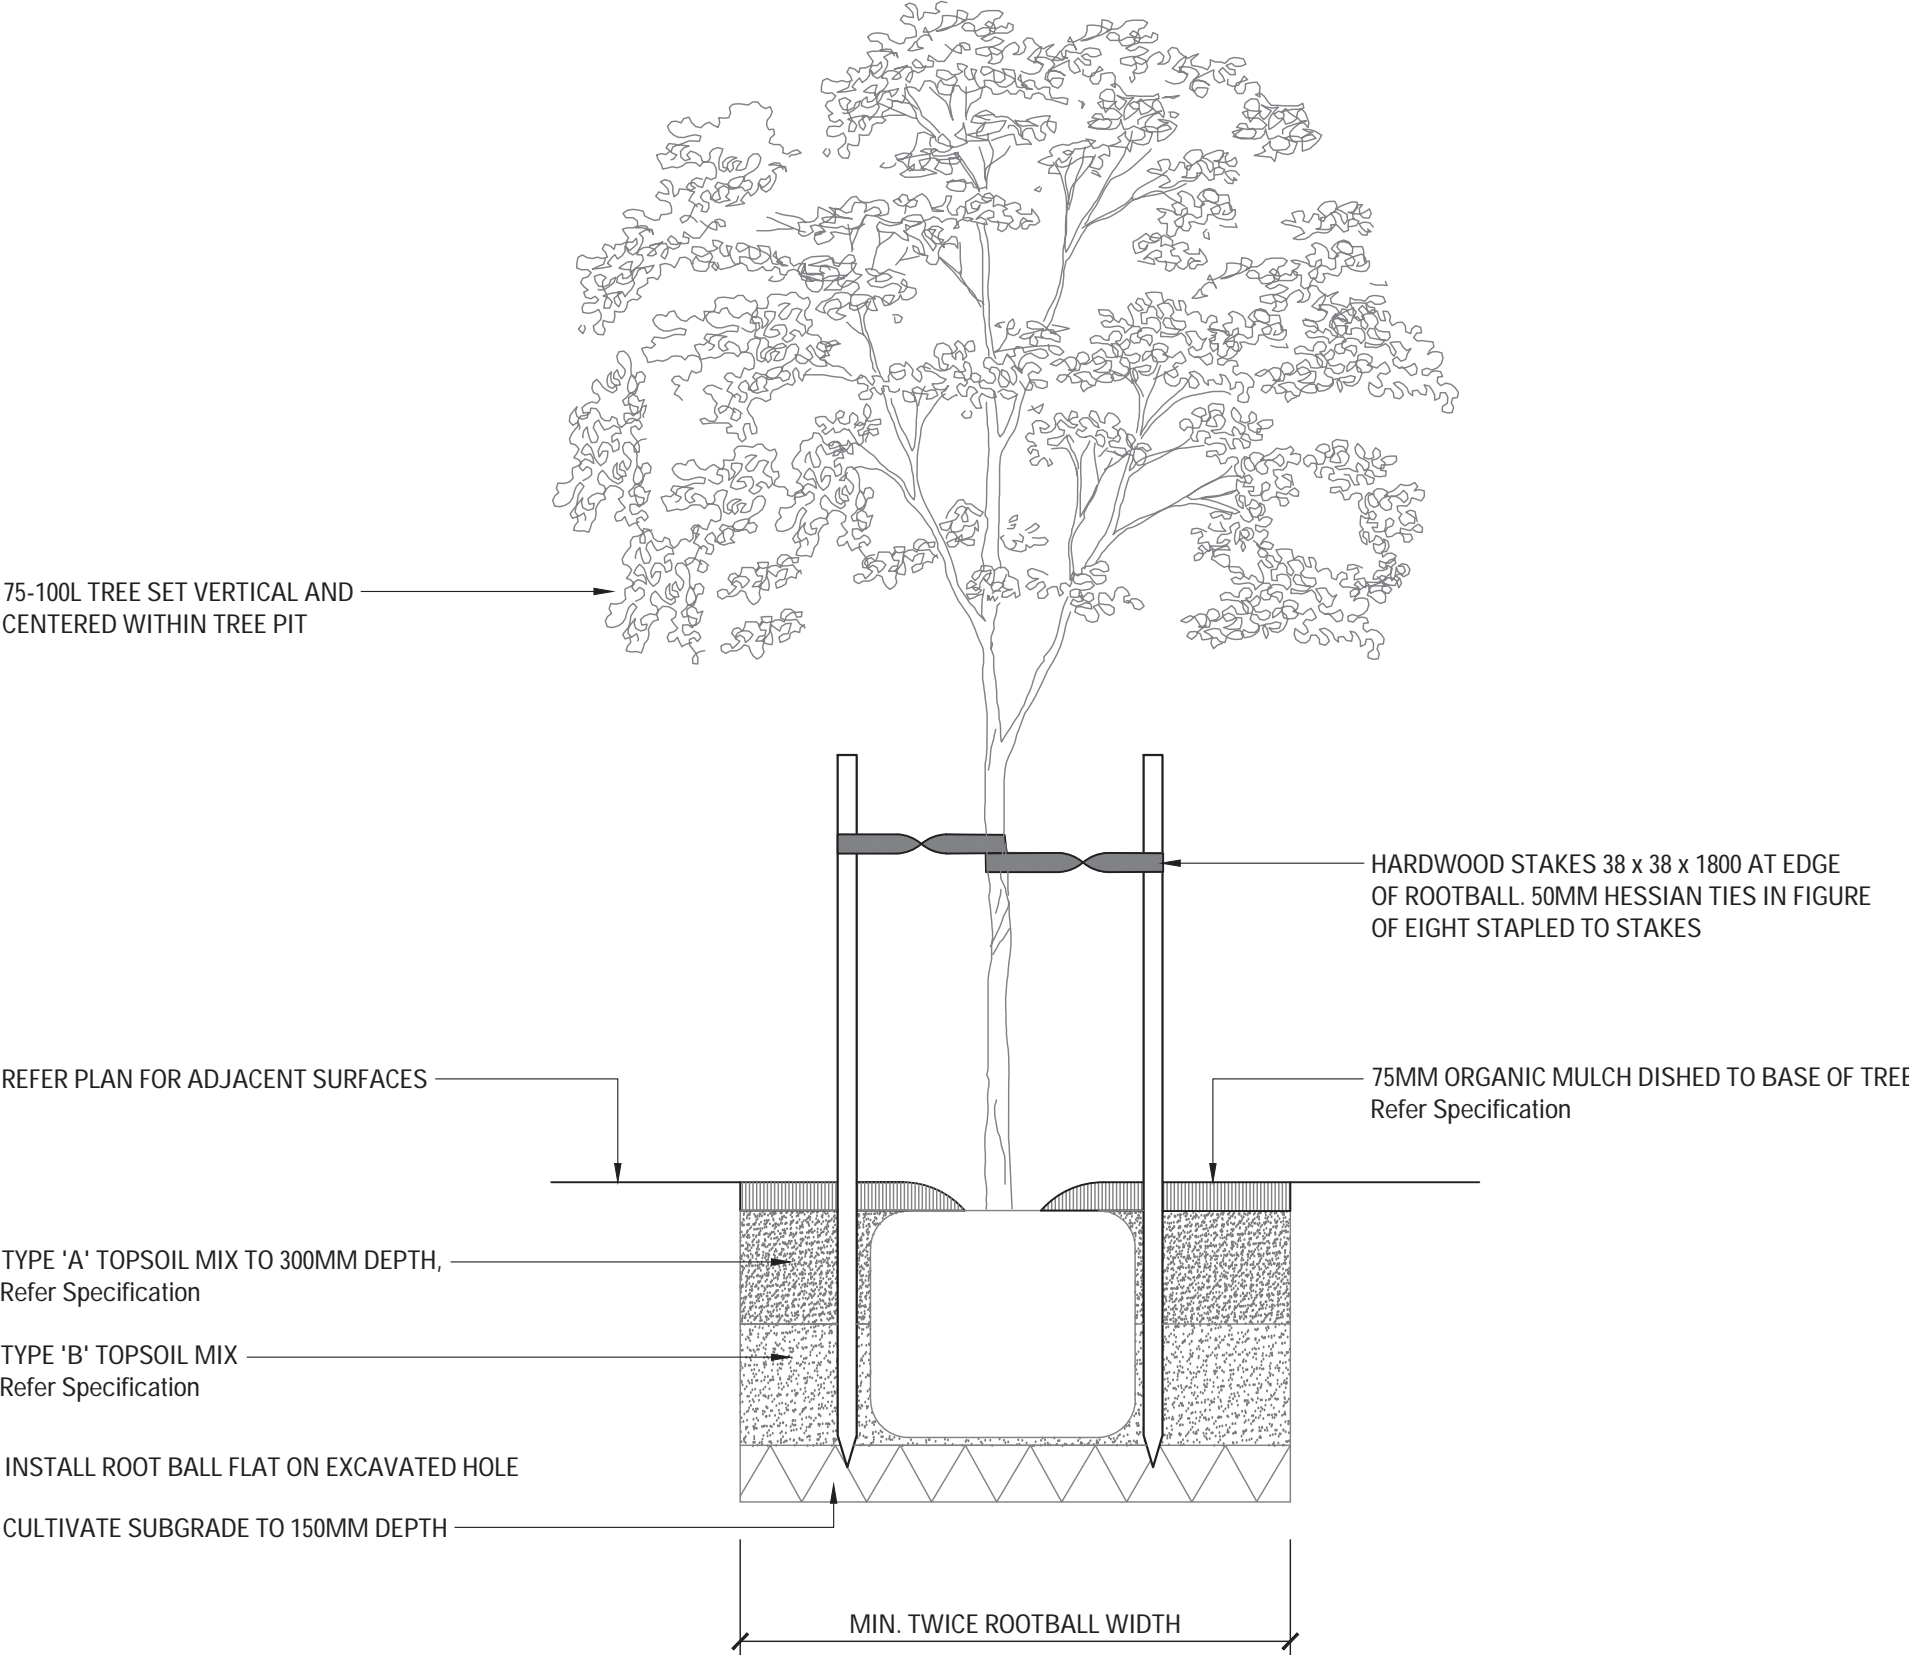 75-100L TREE SET VERTICAL AND
CENTERED WITHIN TREE PIT
HARDWOOD STAKES 38 x 38 x 1800 AT EDGE
OF ROOTBALL. 50MM HESSIAN TIES IN FIGURE
OF EIGHT STAPLED TO STAKES
REFER PLAN FOR ADJACENT SURFACES
75MM ORGANIC MULCH DISHED TO BASE OF TREE
Refer Specification
TYPE 'A' TOPSOIL MIX TO 300MM DEPTH,
Refer Specification
TYPE 'B' TOPSOIL MIX
Refer Specification
INSTALL ROOT BALL FLAT ON EXCAVATED HOLE
CULTIVATE SUBGRADE TO 150MM DEPTH
MIN. TWICE ROOTBALL WIDTH